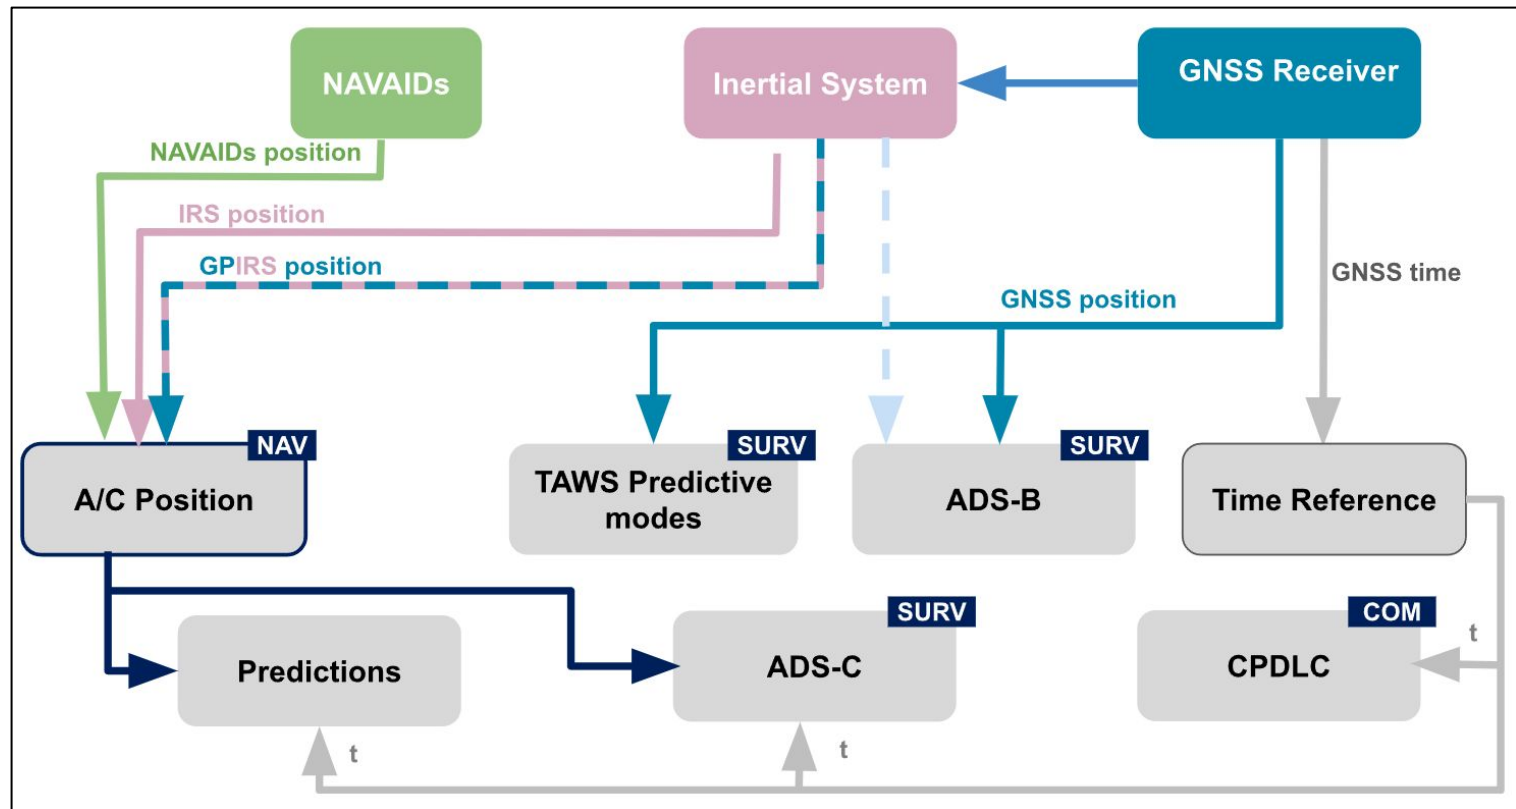 NAVAIDs
Inertial System
GNSS Receiver
NAVAIDs position
IRS position
GPIRS position
GNSS time
GNSS position
NAV
SURV
SURV
A/C Position
TAWS Predictive
modes
ADS-B
Time Reference
SURV
COM
t
Predictions
ADS-C
CPDLC
t
t